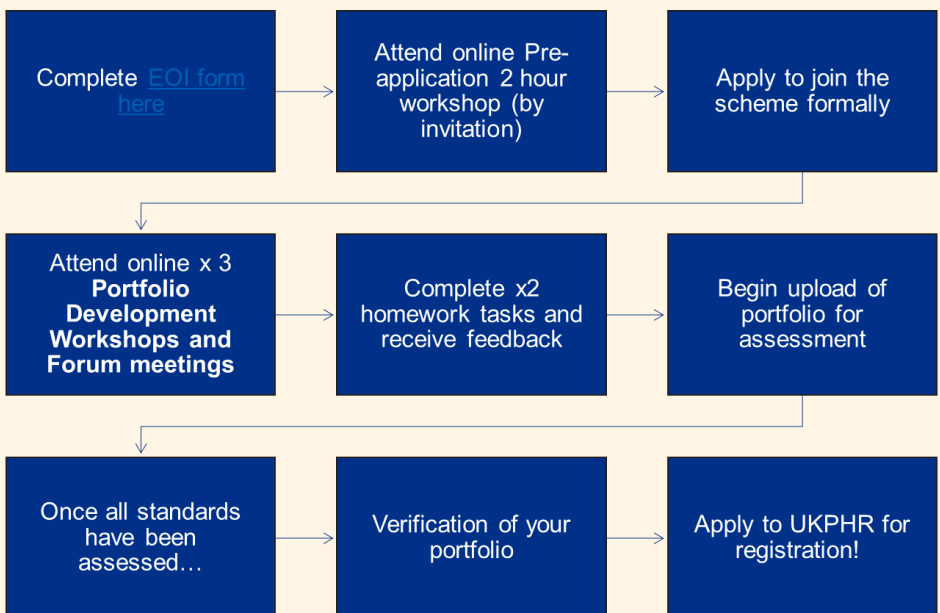 Complete EOI form
here
Attend online Pre-
application 2 hour
workshop (by
invitation)
Apply to join the
scheme formally
Attend online x 3
Portfolio
Development
Workshops and
Forum meetings
Complete x2
homework tasks and
receive feedback
Begin upload of
portfolio for
assessment
Once all standards
have been
assessed…
Verification of your
portfolio
Apply to UKPHR for
registration!